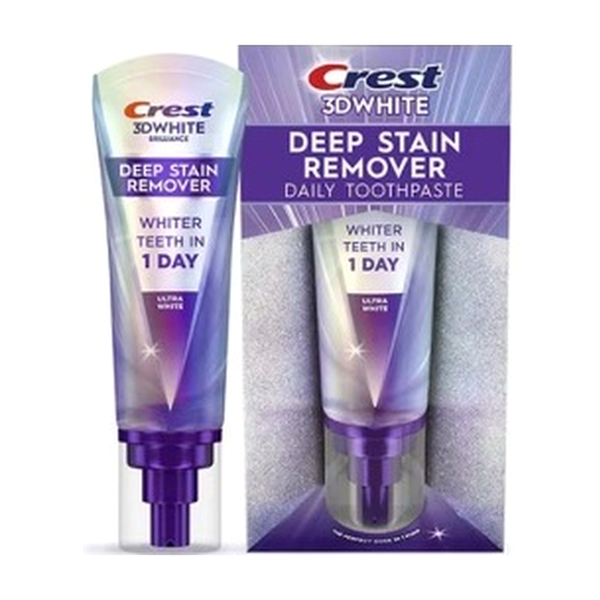 Crest
3DWHITE
BRILLIANCE
DEEP STAIN
REMOVER
WHITER
TEETH IN
1 DAY
ULTRA
WHITE
Crest
3DWHITE
DEEP STAIN
REMOVER
DAILY TOOTHPASTE
WHITER
TEETH IN
1 DAY
ULTRA
WHITE